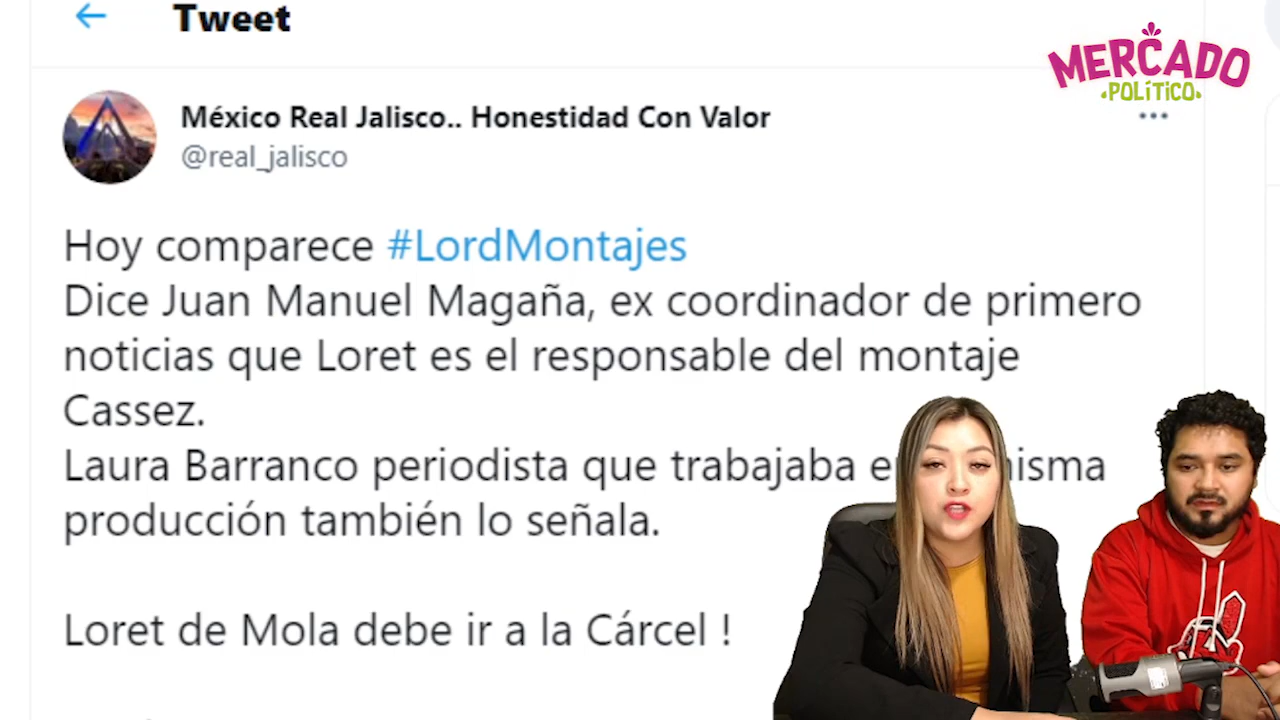 Tweet
MERCADO
POLÍTICO
México Real Jalisco.. Honestidad Con Valor
@real_jalisco
Hoy comparece #LordMontajes
Dice Juan Manuel Magaña, ex coordinador de primero
noticias que Loret es el responsable del montaje
Cassez.
Laura Barranco periodista que trabajaba
producción también lo señala.
Loret de Mola debe ir a la Cárcel !